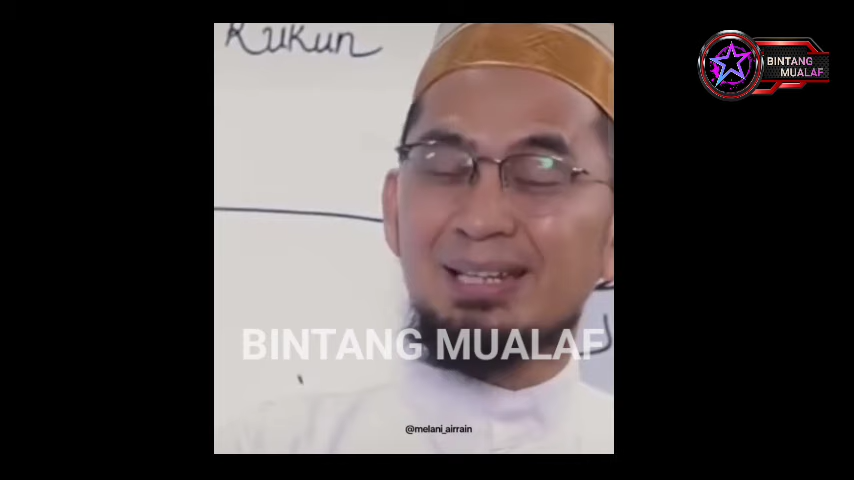 Rukun
BINTANG
MUALAF
BINTANG MUALAF
@melani_airrain